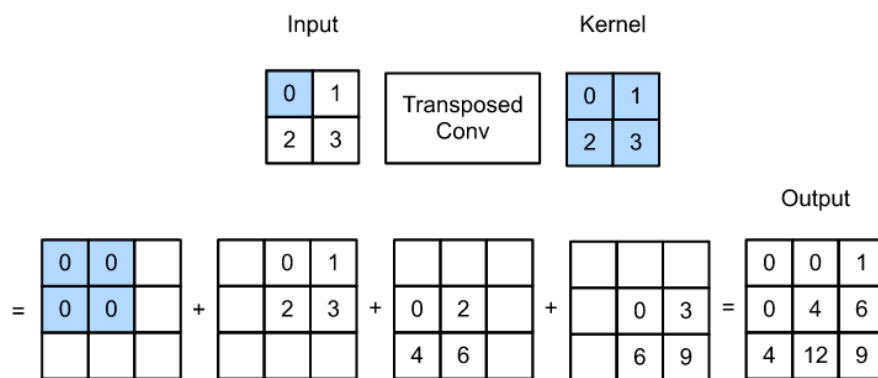 Input Kernel
0 1 Transposed 0 1
2 3 Conv 2 3
Output
0 0 0 1 0 0 1
= 0 0 + 2 3 + 0 2 + 0 3 = 0 4 6
4 6 6 9 4 12 9